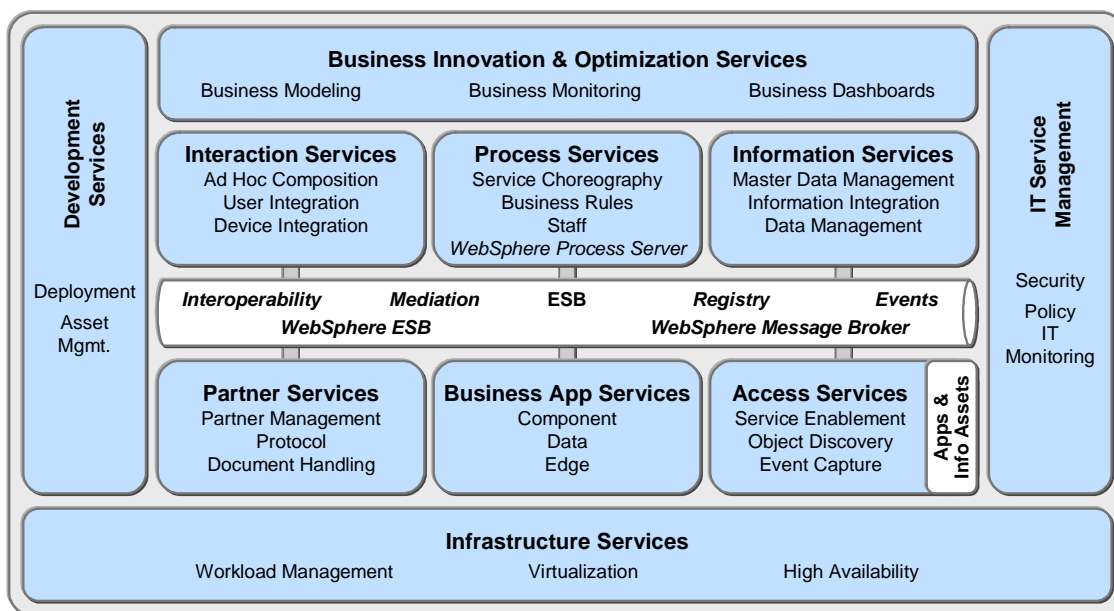 Business Innovation & Optimization Services
Business Modeling
Business Monitoring
Business Dashboards
Development
Services
Deployment
Asset
Mgmt.
Interaction Services
Ad Hoc Composition
User Integration
Device Integration
Process Services
Service Choreography
Business Rules
Staff
WebSphere Process Server
Information Services
Master Data Management
Information Integration
Data Management
IT Service
Management
Security
Policy
IT
Monitoring
Interoperability
Mediation
ESB
Registry
Events
WebSphere ESB
WebSphere Message Broker
Partner Services
Partner Management
Protocol
Document Handling
Business App Services
Component
Data
Edge
Access Services
Service Enablement
Object Discovery
Event Capture
Apps &
Info Assets
Infrastructure Services
Workload Management
Virtualization
High Availability